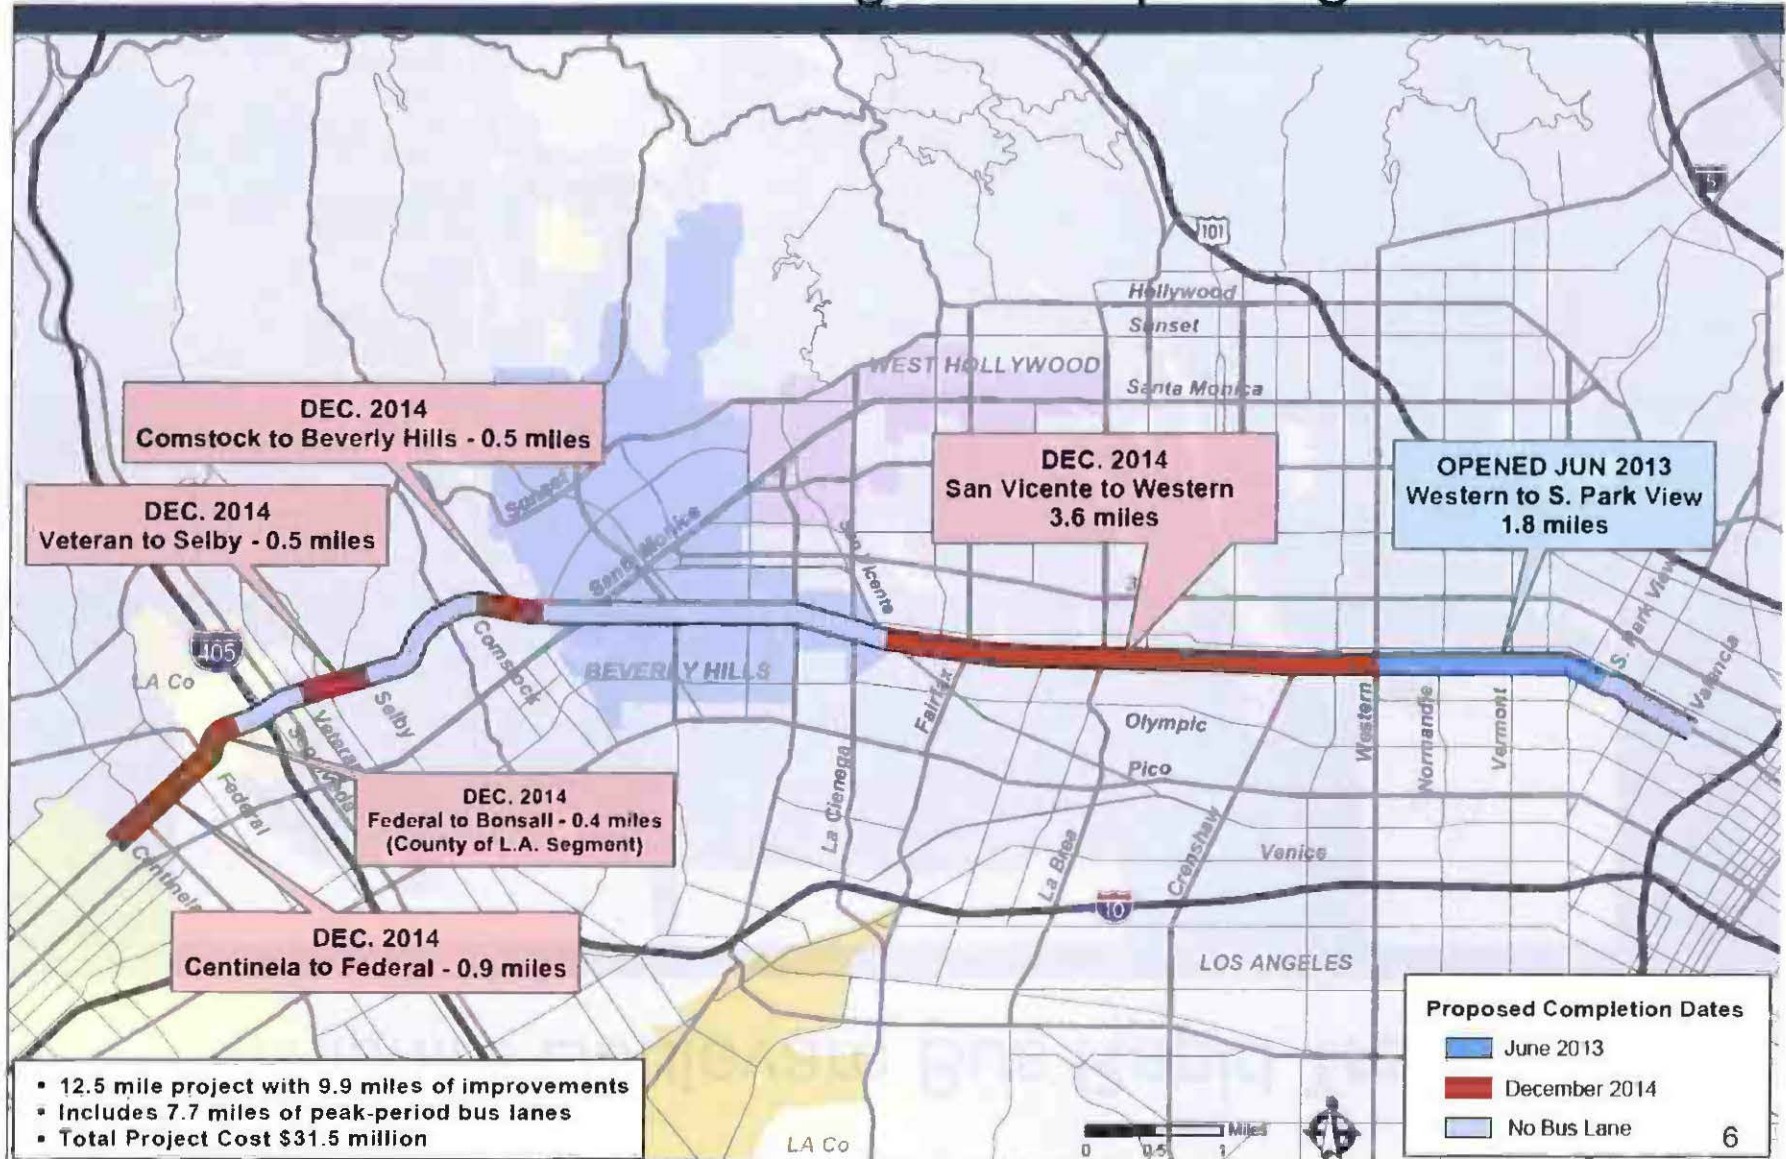 101
5
Hollywood
Sunset
WEST HOLLYWOOD
Santa Monica
DEC. 2014
Comstock to Beverly Hills - 0.5 miles
DEC. 2014
San Vicente to Western
3.6 miles
OPENED JUN 2013
Western to S. Park View
1.8 miles
DEC. 2014
Veteran to Selby - 0.5 miles
Sunset
Santa Monica
San Vicente
3
S. Park View
405
LA Co
Comstock
BEVERLY HILLS
Selby
Veteran
Sepulveda
Fairfax
Olympic
Western
Normandie
Vermont
Valencia
Pico
Federal
DEC. 2014
Federal to Bonsall - 0.4 miles
(County of L.A. Segment)
La Cienega
La Brea
Crenshaw
Venice
Centinela
10
DEC. 2014
Centinela to Federal - 0.9 miles
LOS ANGELES
Proposed Completion Dates
June 2013
December 2014
No Bus Lane
• 12.5 mile project with 9.9 miles of improvements
• Includes 7.7 miles of peak-period bus lanes
• Total Project Cost $31.5 million
LA Co
Miles
0 0.5 1
6